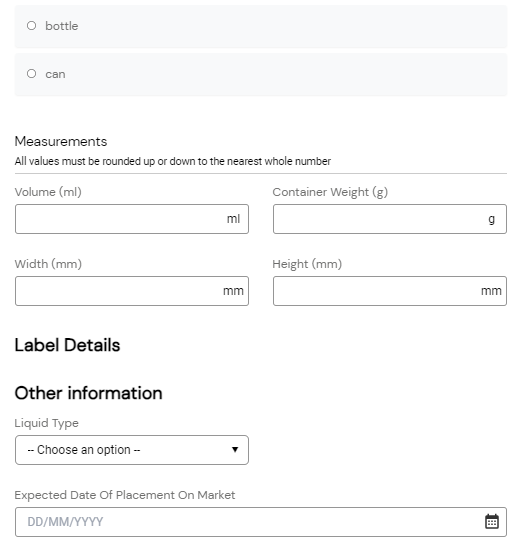 bottle
can
Measurements
All values must be rounded up or down to the nearest whole number
Volume (ml) Container Weight (g)
ml g
Width (mm) Height (mm)
mm mm
Label Details
Other information
Liquid Type
-- Choose an option --
Expected Date Of Placement On Market
DD/MM/YYYY